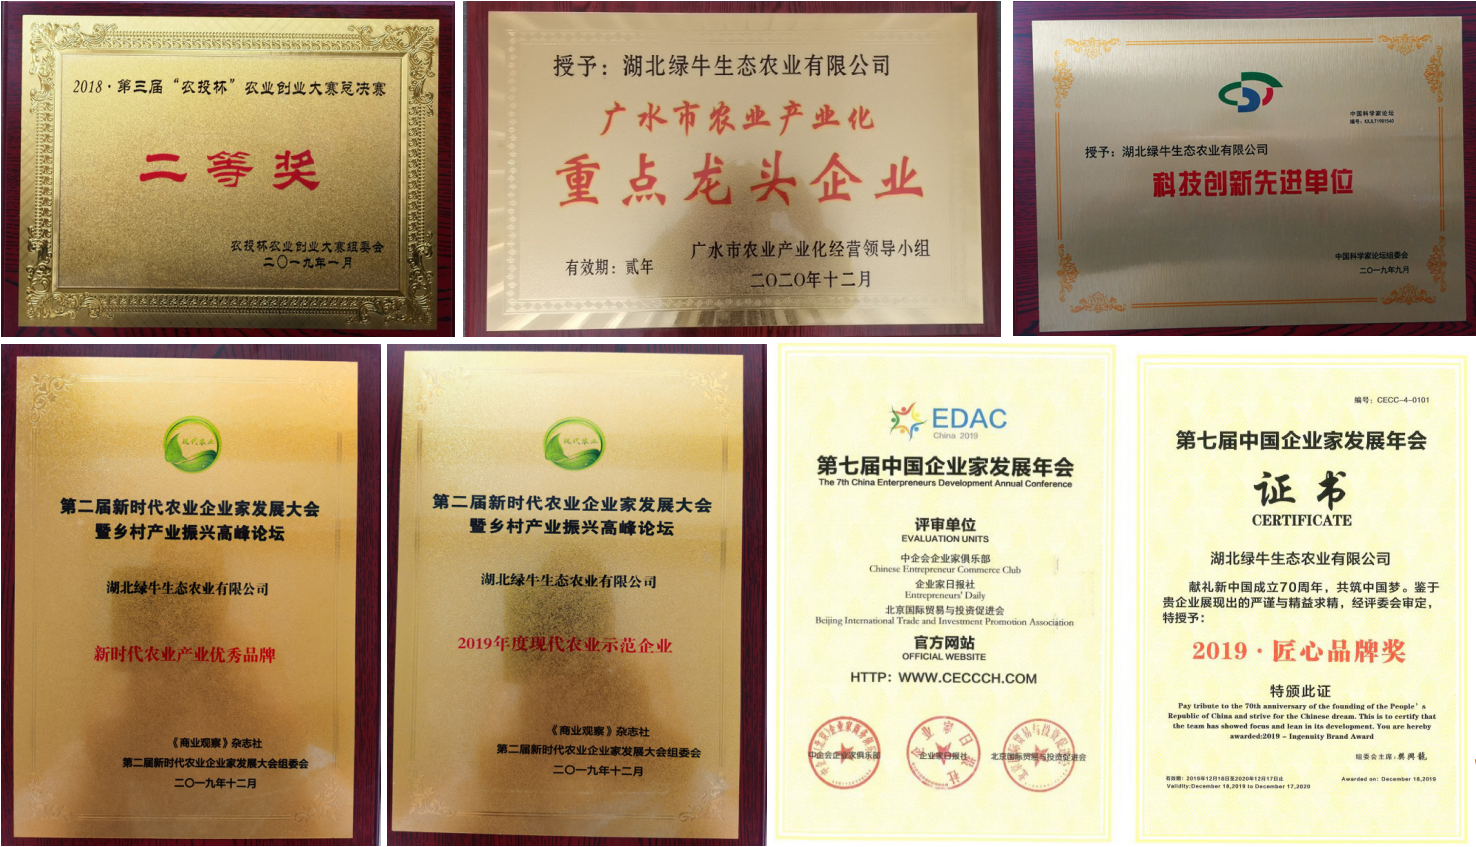 2018·第三届“农投杯”农业创业大赛总决赛
二等奖
农投杯农业创业大赛组委会
二〇一九年一月
授予：湖北绿牛生态农业有限公司
广水市农业产业化
重点龙头企业
广水市农业产业化经营领导小组
有效期：贰年
二〇二〇年十二月
中国科学家论坛
授予：湖北绿牛生态农业有限公司
科技创新先进单位
中国科学家论坛组委会
二〇一九年九月
现代农业
第二届新时代农业企业家发展大会
暨乡村产业振兴高峰论坛
湖北绿牛生态农业有限公司
新时代农业产业优秀品牌
《商业观察》杂志社
第二届新时代农业企业家发展大会组委会
二〇一九年十二月
现代农业
第二届新时代农业企业家发展大会
暨乡村产业振兴高峰论坛
湖北绿牛生态农业有限公司
2019年度现代农业示范企业
《商业观察》杂志社
第二届新时代农业企业家发展大会组委会
二〇一九年十二月
EDAC
China 2019
第七届中国企业家发展年会
The 7th China Enterpreneurs Development Annual Conference
评审单位
EVALUATION UNITS
中企会企业家俱乐部
Chinese Entrepreneur Commerce Club
企业家日报社
Entrepreneurs' Daily
北京国际贸易与投资促进会
Beijing International Trade and Investment Promotion Association
官方网站
OFFICIAL WEBSITE
HTTP: WWW.CECCCH.COM
中企会企业家俱乐部
企业家日报社
北京国际贸易与投资促进会
编号：CECC-4-0101
第七届中国企业家发展年会
证书
CERTIFICATE
湖北绿牛生态农业有限公司
献礼新中国成立70周年，共筑中国梦。鉴于
贵企业展现出的严谨与精益求精，经评委会审定，
特授予：
2019·匠心品牌奖
特颁此证
Pay tribute to the 70th anniversary of the founding of the People's
Republic of China and strive for the Chinese dream. This is to certify that
the team has showed focus and lean in its development. You are hereby
awarded:2019 - Ingenuity Brand Award
组委会主席：
有效期：2019年12月18日至2020年12月17日止
Validity:December 18,2019 to December 17,2020
Awarded on: December 18,2019